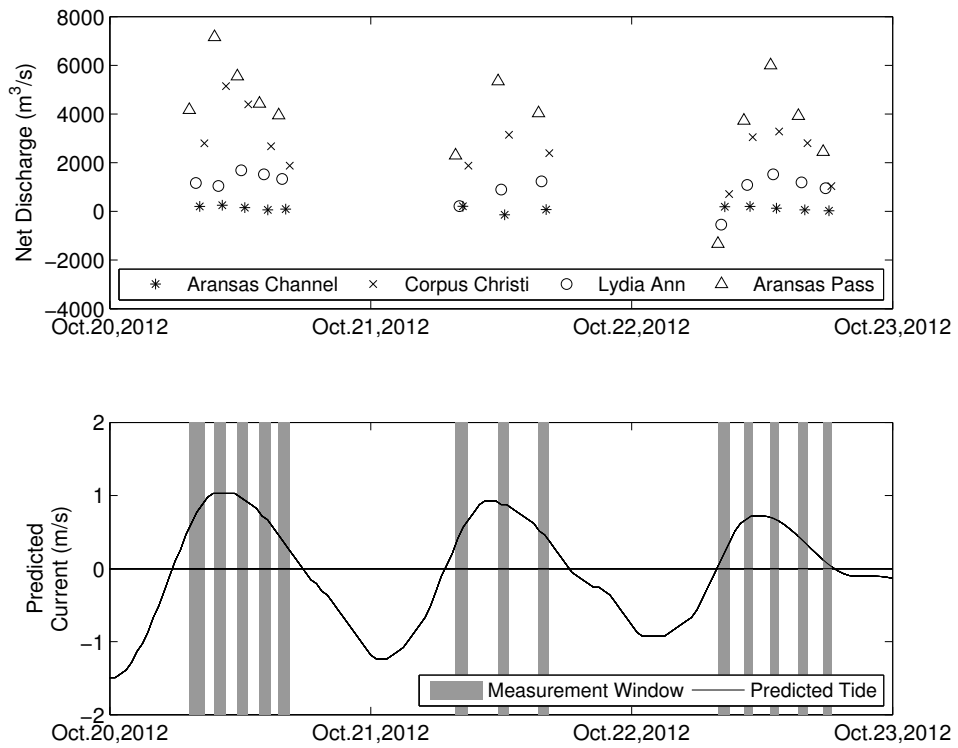 8000
6000
4000
2000
0
−2000
−4000
Net Discharge (m³/s)
Aransas Channel
Corpus Christi
Lydia Ann
Aransas Pass
Oct.20,2012
Oct.21,2012
Oct.22,2012
Oct.23,2012
2
1
0
−1
−2
Predicted
Current (m/s)
Measurement Window
Predicted Tide
Oct.20,2012
Oct.21,2012
Oct.22,2012
Oct.23,2012